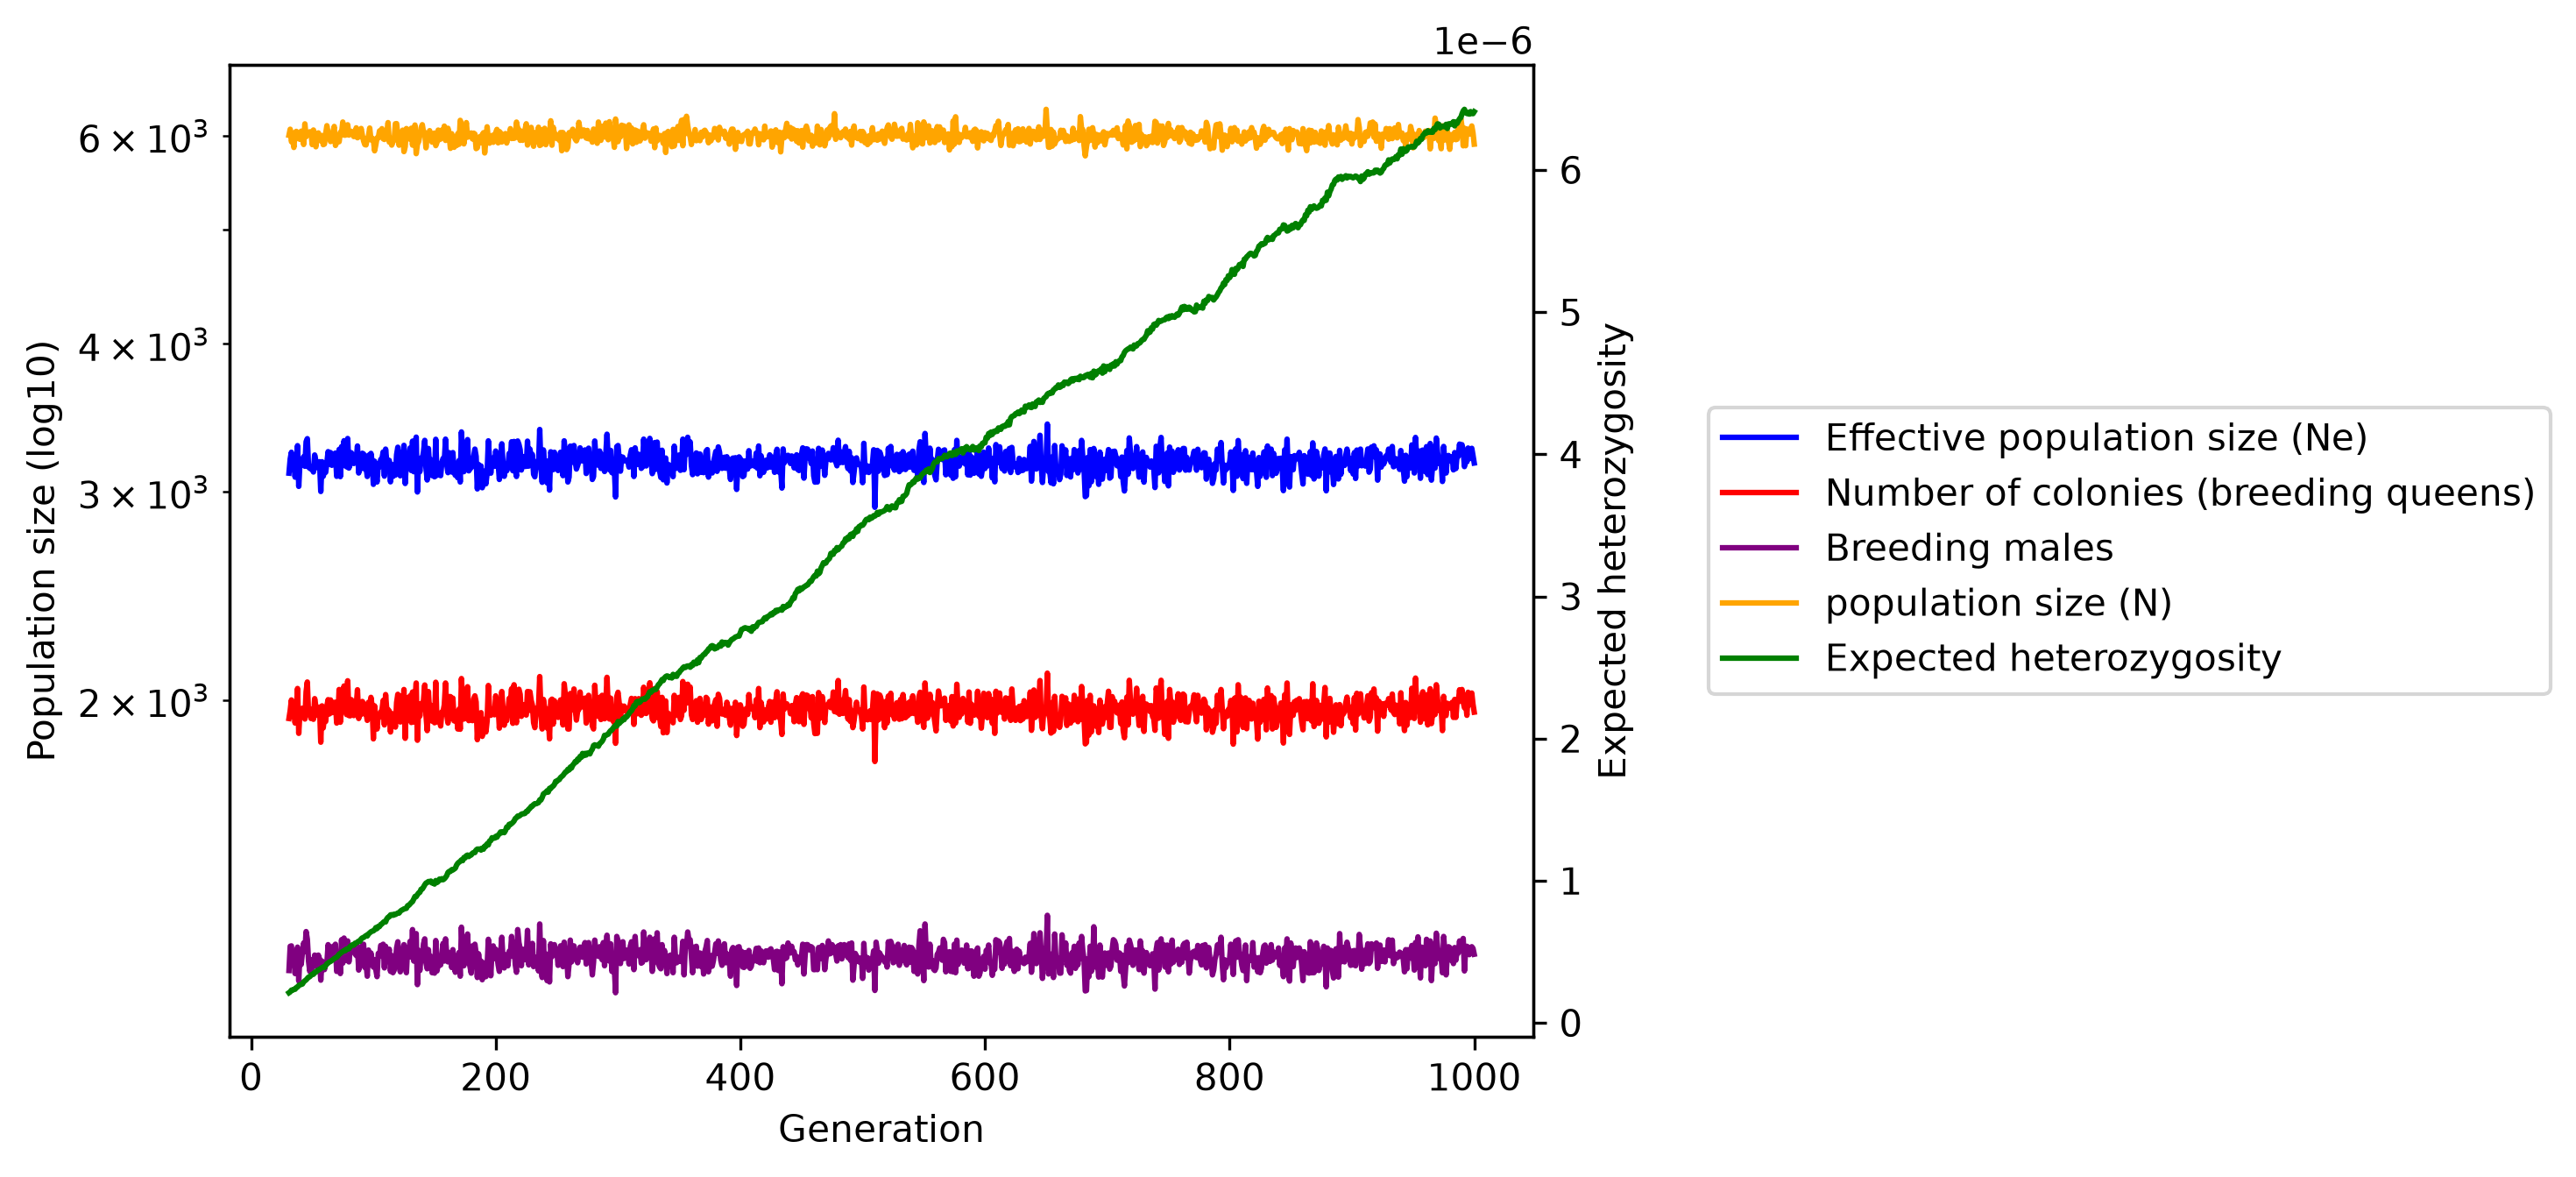 1e−6
Population size (log10)
6 × 10³
4 × 10³
3 × 10³
2 × 10³
6
5
4
3
2
1
0
Expected heterozygosity
0 200 400 600 800 1000
Generation
Effective population size (Ne)
Number of colonies (breeding queens)
Breeding males
population size (N)
Expected heterozygosity